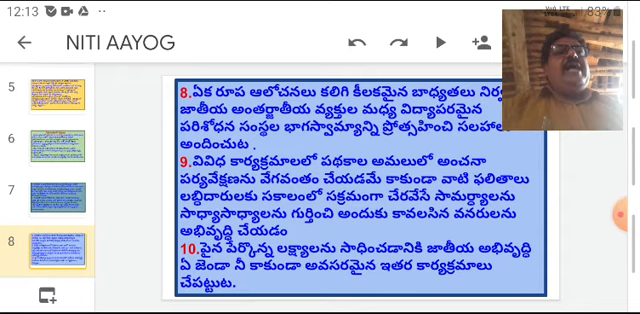 12:13
83%
NITI AAYOG
5
6
7
8
8.ఏక రూప ఆలోచనలు కలిగి కీలకమైన బాధ్యతలు
జాతీయ అంతర్జాతీయ వ్యక్తుల మధ్య విద్యాపరమైన
పరిశోధన సంస్థల భాగస్వామ్యాన్ని ప్రోత్సహించి
అందించుట .
9.వివిధ కార్యక్రమాలలో పథకాల అమలులో అంచనా
పర్యవేక్షణను వేగవంతం చేయడమే కాకుండా వాటి ఫలితాలు
లబ్ధిదారులకు సకాలంలో సక్రమంగా చేరవేసే సామర్ధ్యాలను
సాధ్యాసాధ్యాలను గుర్తించి అందుకు కావలసిన వనరులను
అభివృద్ధి చేయడం
10.పైన పేర్కొన్న లక్ష్యాలను సాధించడానికి జాతీయ అభివృద్ధి
ఏ జెండా నీ కాకుండా అవసరమైన ఇతర కార్యక్రమాలు
చేపట్టుట.